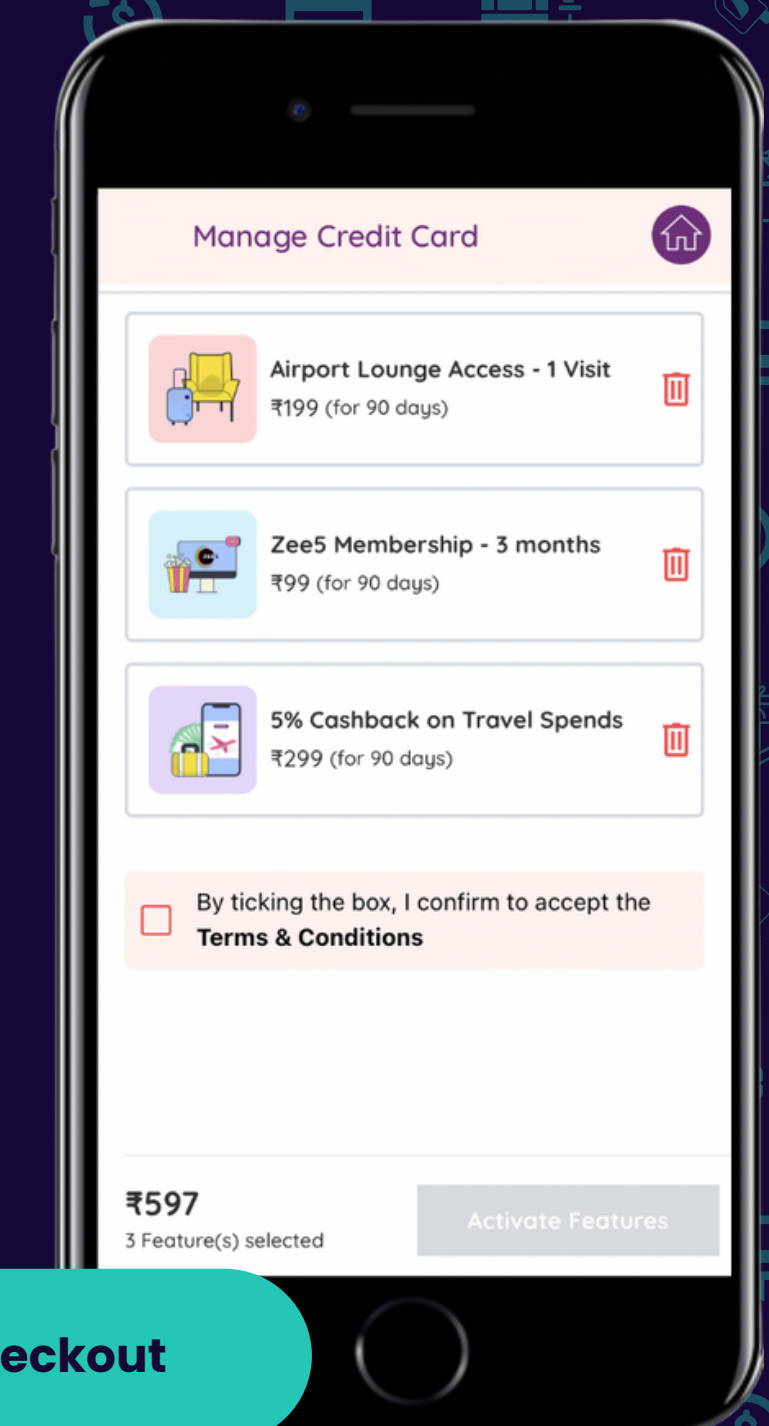 Manage Credit Card
Airport Lounge Access - 1 Visit
₹199 (for 90 days)
Zee5 Membership - 3 months
₹99 (for 90 days)
5% Cashback on Travel Spends
₹299 (for 90 days)
By ticking the box, I confirm to accept the
Terms & Conditions
₹597
3 Feature(s) selected
Activate Features
eckout